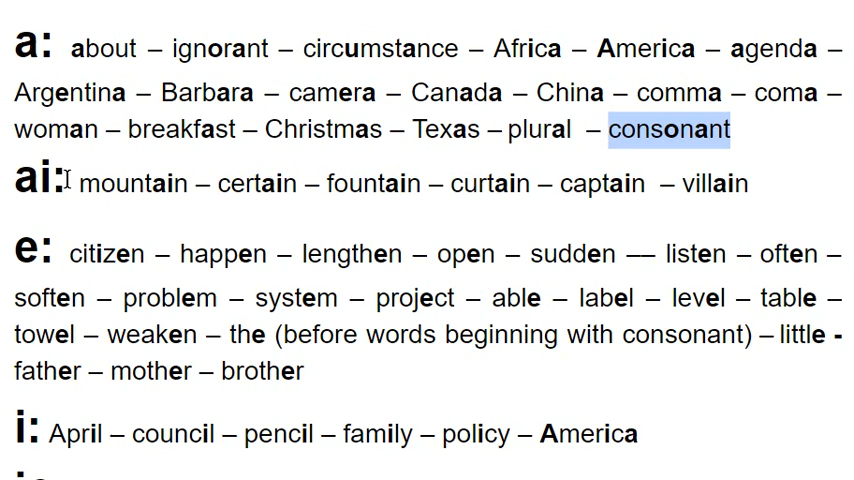 a: about – ignorant – circumstance – Africa – America – agenda –
Argentina – Barbara – camera – Canada – China – comma – coma –
woman – breakfast – Christmas – Texas – plural – consonant
ai: mountain – certain – fountain – curtain – captain – villain
e: citizen – happen – lengthen – open – sudden –– listen – often –
soften – problem – system – project – able – label – level – table –
towel – weaken – the (before words beginning with consonant) – little -
father – mother – brother
i: April – council – pencil – family – policy – America